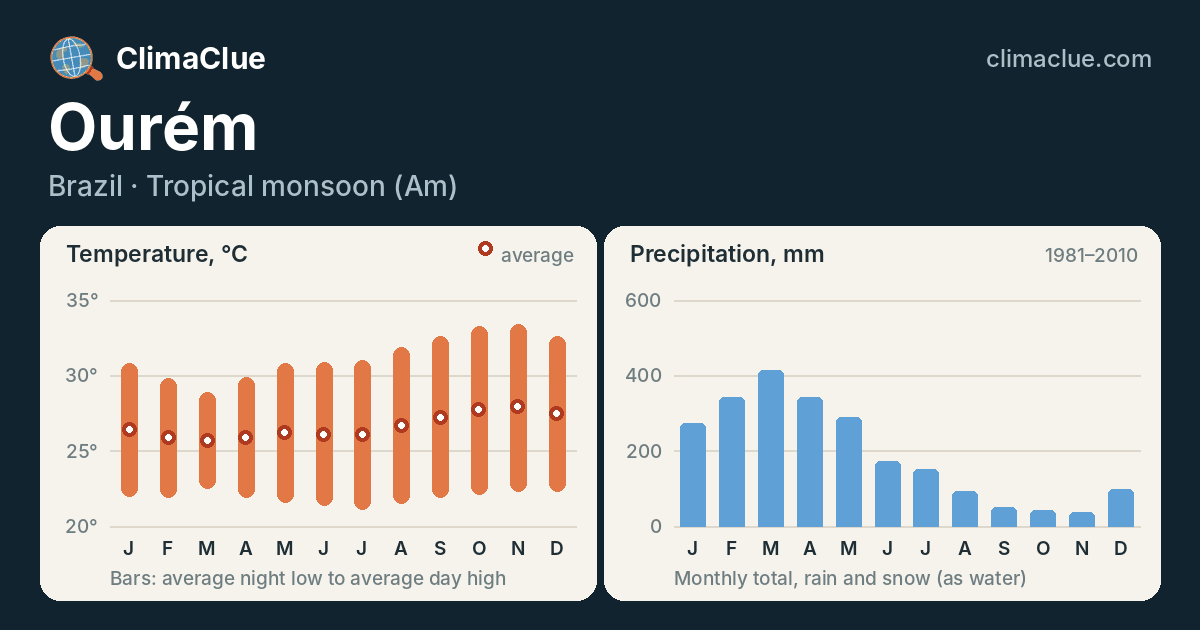 ClimaClue
climaclue.com
Ourém
Brazil · Tropical monsoon (Am)
Temperature, °C
average
35°
30°
25°
20°
J F M A M J J A S O N D
Bars: average night low to average day high
Precipitation, mm
1981–2010
600
400
200
0
J F M A M J J A S O N D
Monthly total, rain and snow (as water)